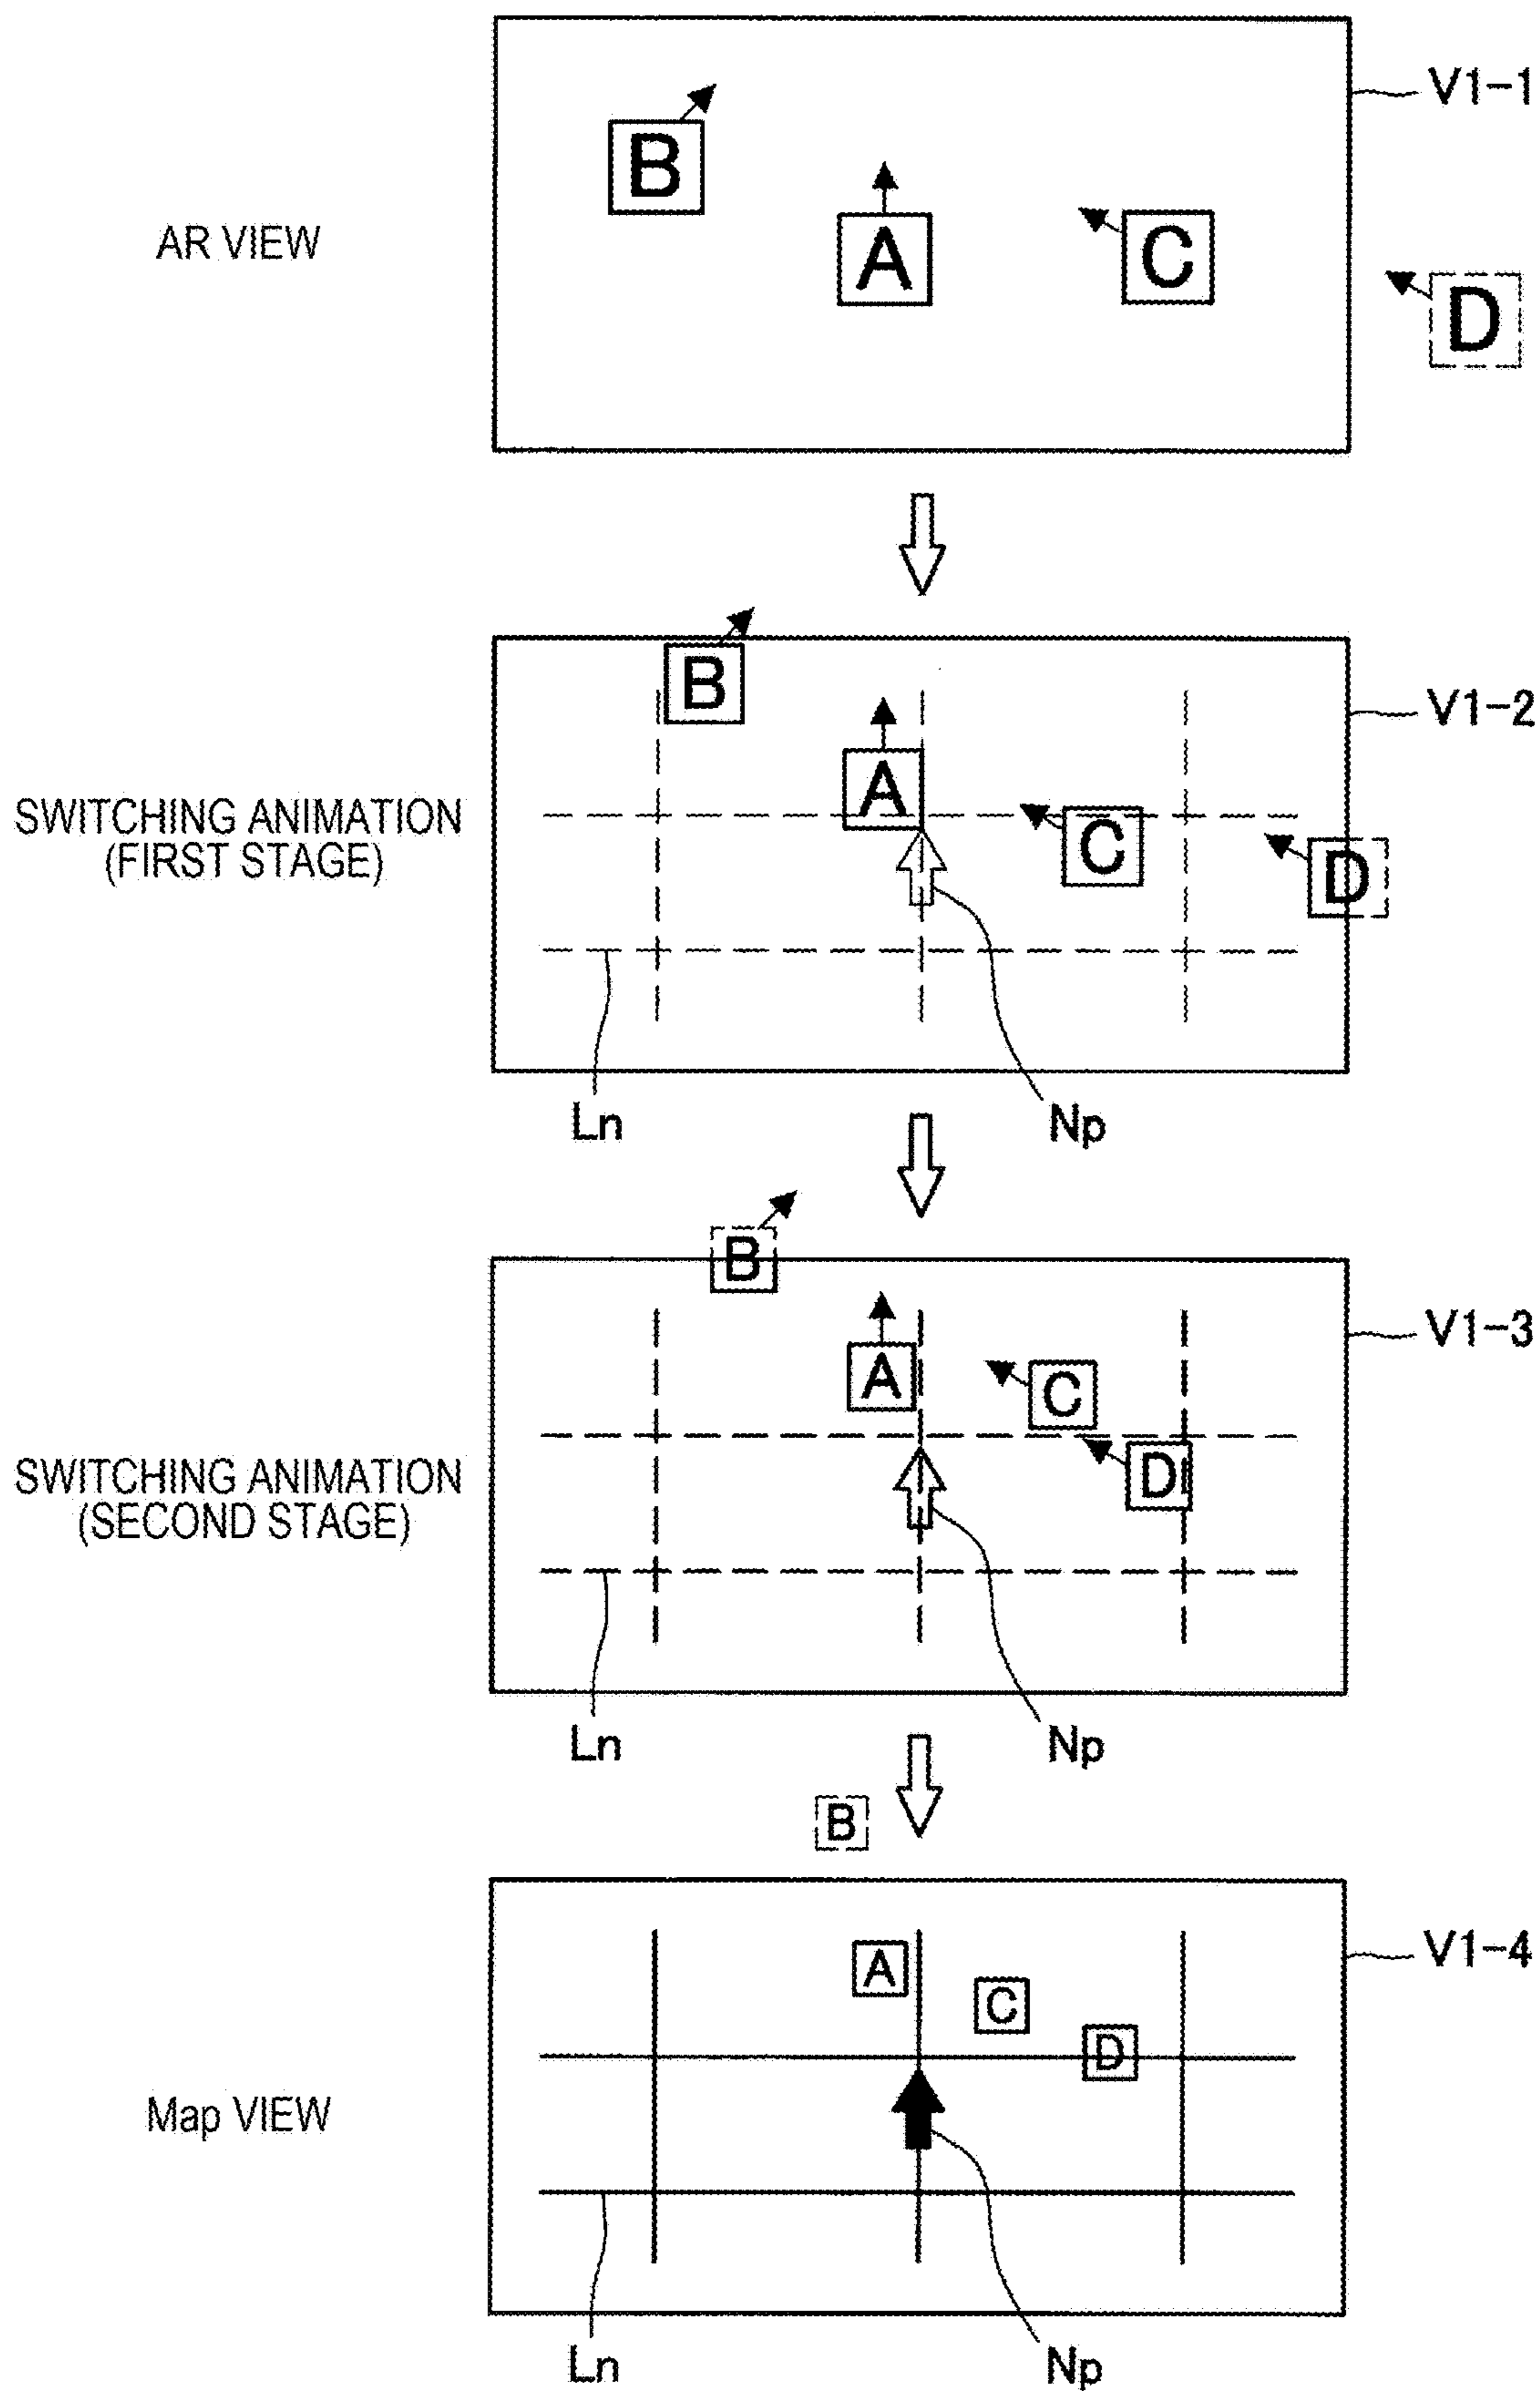 V1-1
B
A
C
D
AR VIEW
B
V1-2
A
C
D
SWITCHING ANIMATION
(FIRST STAGE)
Ln
Np
B
V1-3
A
C
D
SWITCHING ANIMATION
(SECOND STAGE)
Ln
Np
B
V1-4
A
C
D
Map VIEW
Ln
Np